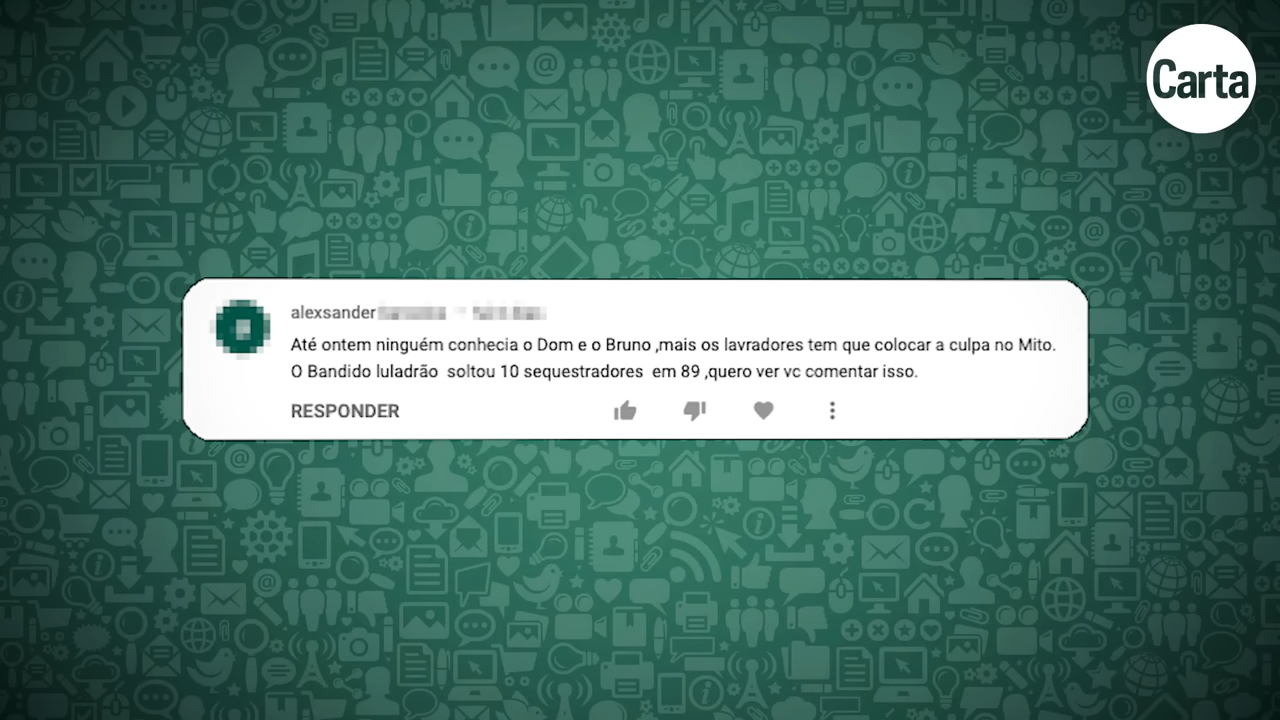 Carta
alexsander
Até ontem ninguém conhecia o Dom e o Bruno ,mais os lavradores tem que colocar a culpa no Mito.
O Bandido luladrão soltou 10 sequestradores em 89 ,quero ver vc comentar isso.
RESPONDER